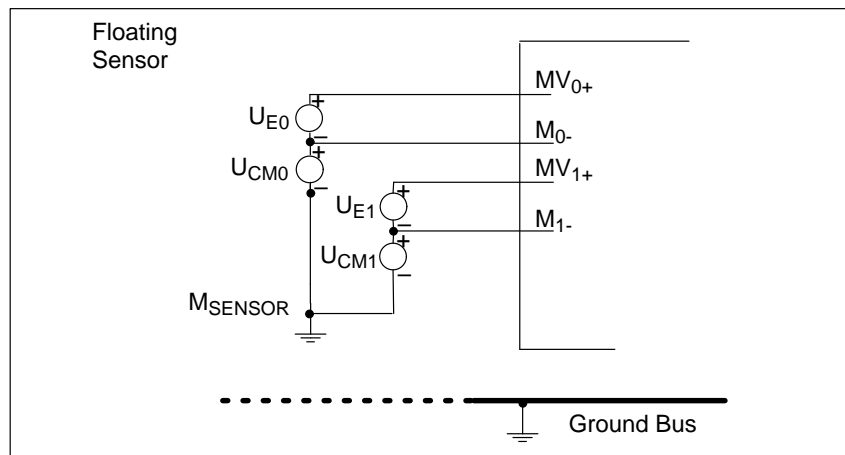 Floating
Sensor
MV0+
UE0
M0-
UCM0
MV1+
UE1
M1-
UCM1
MSENSOR
Ground Bus